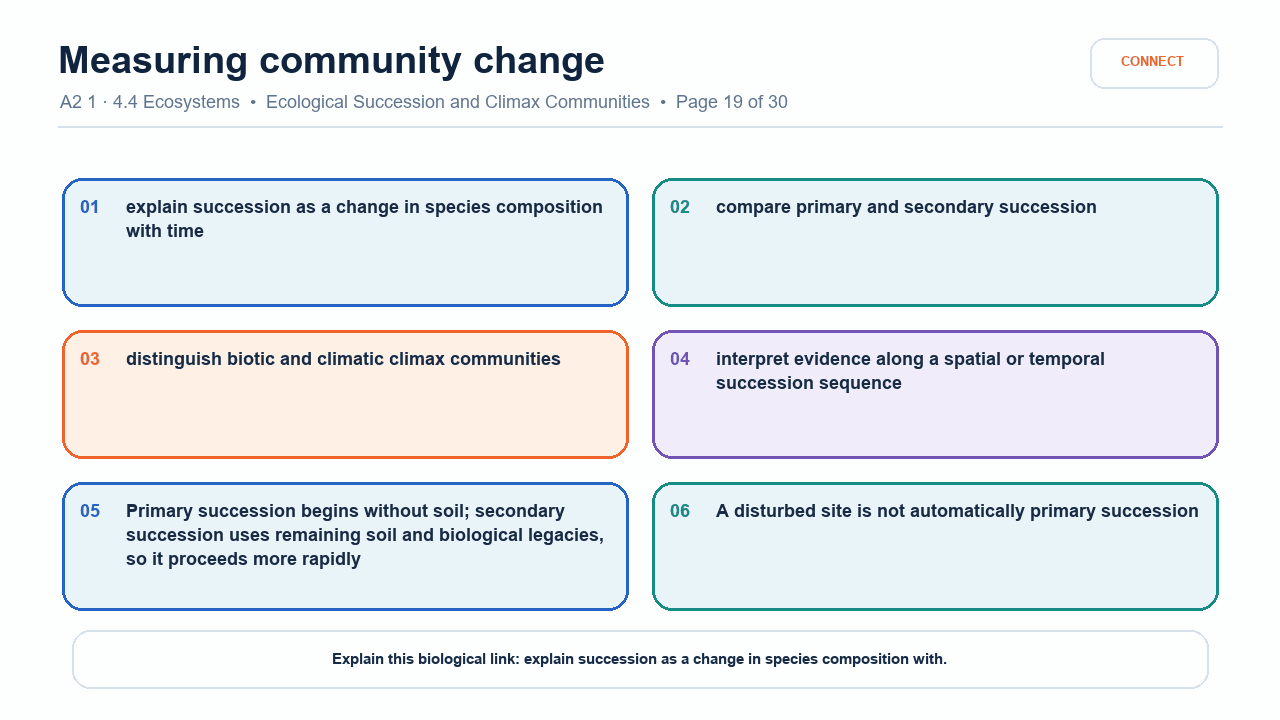 Measuring community change
CONNECT
A2 1 · 4.4 Ecosystems • Ecological Succession and Climax Communities • Page 19 of 30
01 explain succession as a change in species composition
with time
02 compare primary and secondary succession
03 distinguish biotic and climatic climax communities
04 interpret evidence along a spatial or temporal
succession sequence
05 Primary succession begins without soil; secondary
succession uses remaining soil and biological legacies,
so it proceeds more rapidly
06 A disturbed site is not automatically primary succession
Explain this biological link: explain succession as a change in species composition with.